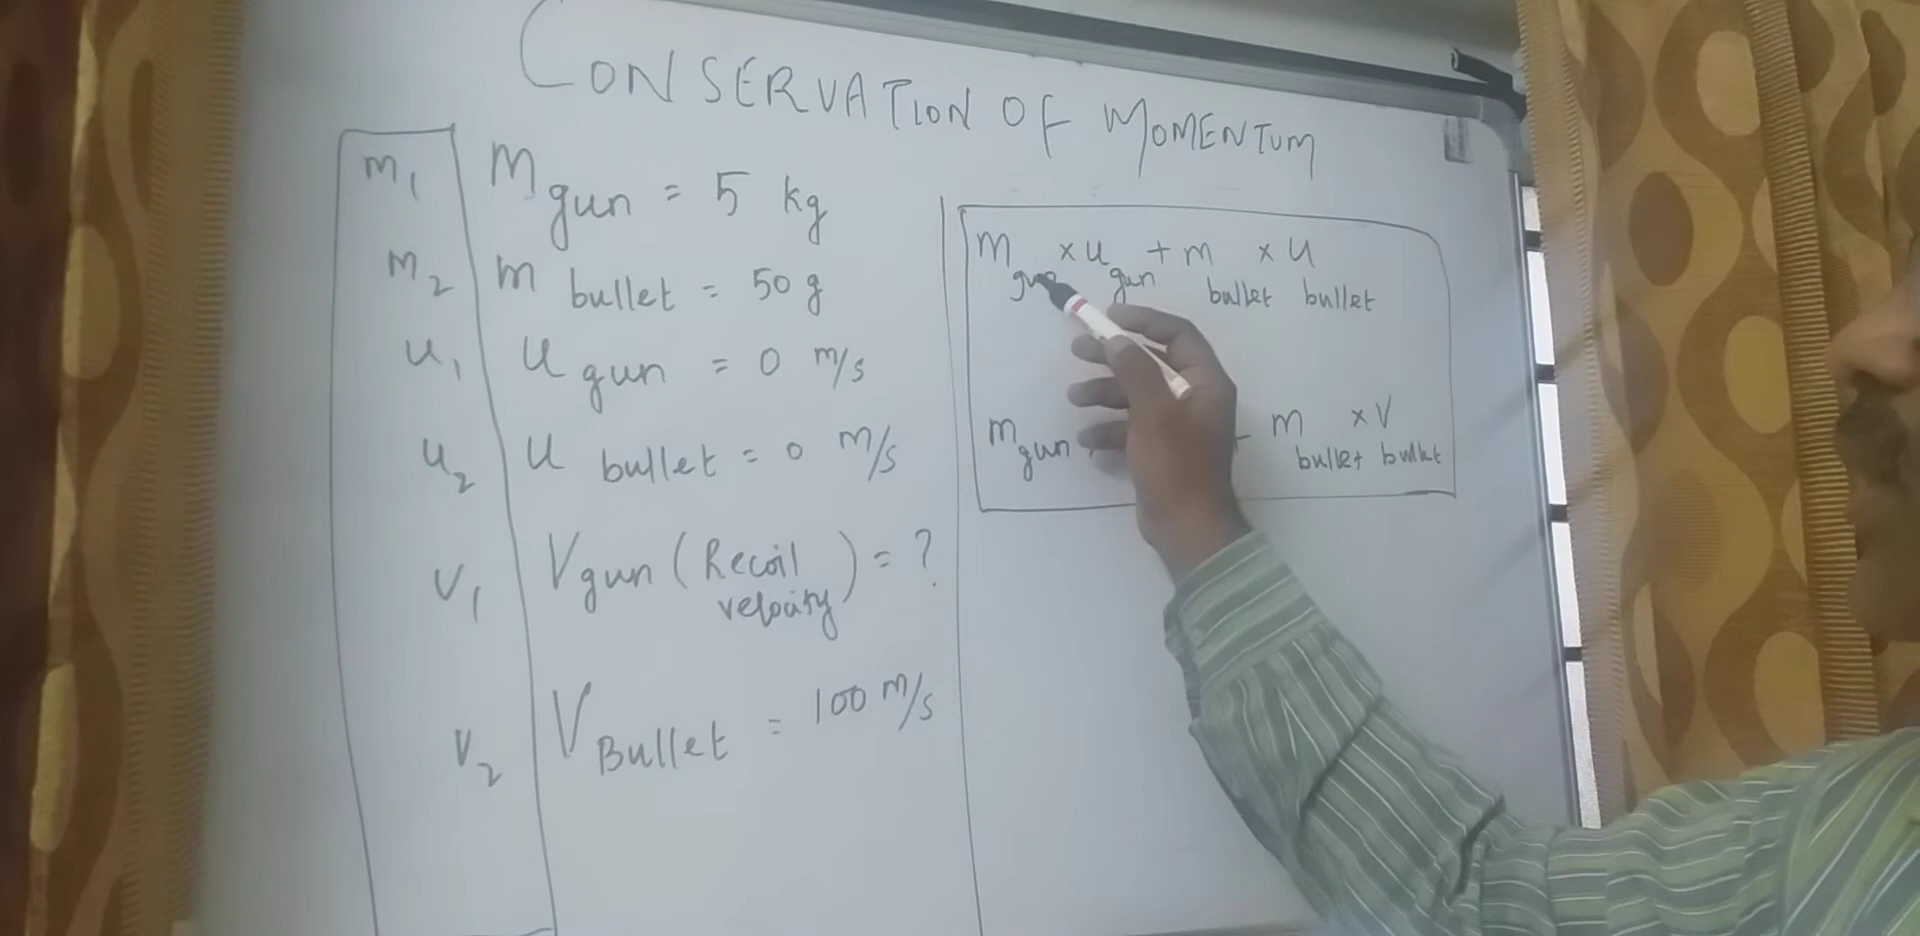 CONSERVATION OF MOMENTUM
m1 M gun = 5 kg
m2 m bullet = 50 g
u1 u gun = 0 m/s
u2 u bullet = 0 m/s
v1 Vgun (Recoil velocity) = ?
v2 V Bullet = 100 m/s
m gun × u gun + m bullet × u bullet
m gun m bullet × v bullet